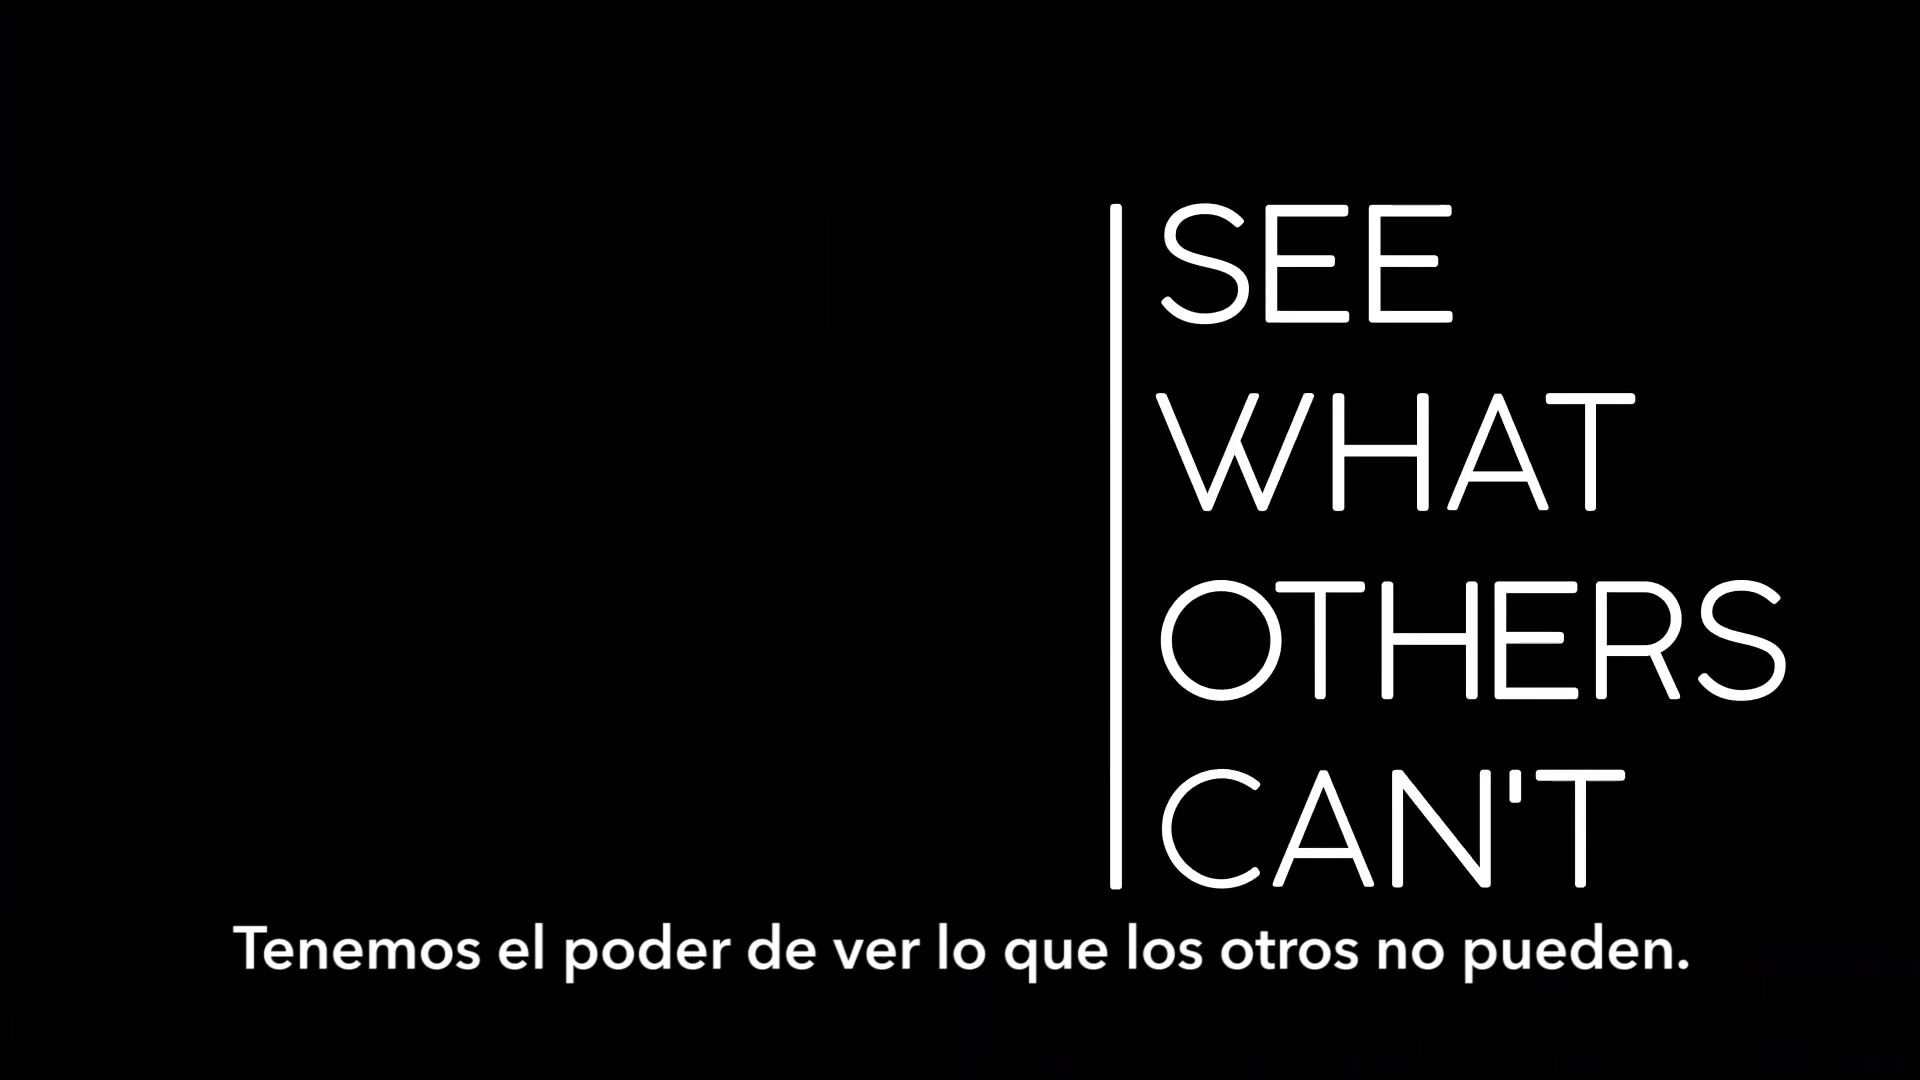 SEE
WHAT
OTHERS
CAN'T
Tenemos el poder de ver lo que los otros no pueden.